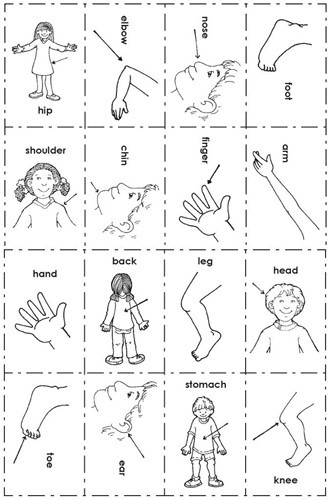 hip
elbow
nose
foot
shoulder
chin
finger
arm
hand
back
leg
head
toe
ear
stomach
knee